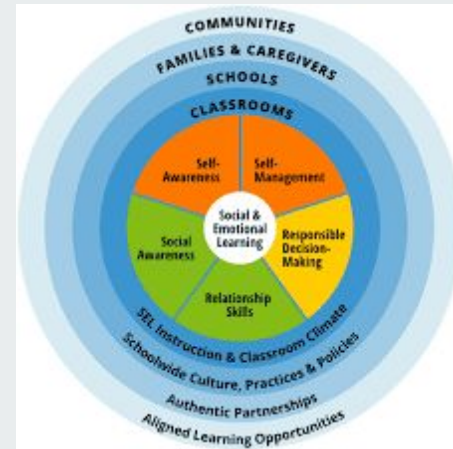 COMMUNITIES
FAMILIES & CAREGIVERS
SCHOOLS
CLASSROOMS
Self-
Awareness
Self-
Management
Social &
Emotional
Learning
Social
Awareness
Responsible
Decision-
Making
Relationship
Skills
SEL Instruction & Classroom Climate
Schoolwide Culture, Practices & Policies
Authentic Partnerships
Aligned Learning Opportunities